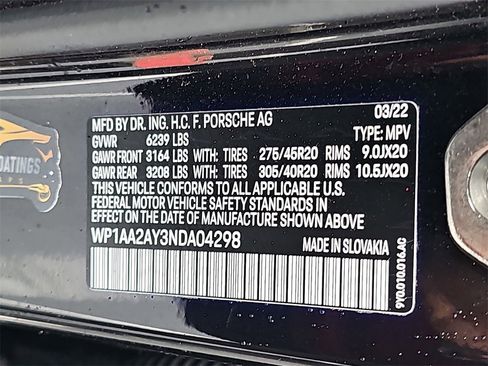 MFD BY DR. ING. H.C. F. PORSCHE AG 03/22
GVWR 6239 LBS TYPE: MPV
GAWR FRONT 3164 LBS WITH: TIRES 275/45R20 RIMS 9.0JX20
GAWR REAR 3208 LBS WITH: TIRES 305/40R20 RIMS 10.5JX20
THIS VEHICLE CONFORMS TO ALL APPLICABLE U.S.
FEDERAL MOTOR VEHICLE SAFETY STANDARDS IN
EFFECT ON THE DATE OF MANUFACTURE SHOWN ABOVE.
WP1AA2AY3NDA04298 MADE IN SLOVAKIA
9Y0.010.016.AC
OATINGS